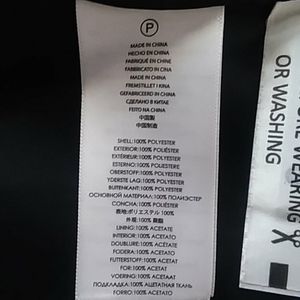 P
MADE IN CHINA
HECHO EN CHINA
FABRIQUÉ EN CHINE
FABBRICATO IN CINA
MADE IN CHINA
FREMSTILLET I KINA
GEFABRICEERD IN CHINA
СДЕЛАНО В КИТАЕ
FEITO NA CHINA
中国製
中国制造
SHELL:100% POLYESTER
EXTERIOR:100% POLIÉSTER
EXTÉRIEUR:100% POLYESTER
ESTERNO:100% POLIESTERE
OBERSTOFF:100% POLYESTER
YDERSTE LAG:100% POLYESTER
BUITENKANT:100% POLYESTER
ОСНОВНОЙ МАТЕРИАЛ:100% ПОЛИЭСТЕР
CONCHA:100% POLIÉSTER
表地:ポリエステル 100%
外观:100% 聚酯
LINING:100% ACETATE
INTERIOR:100% ACETATO
DOUBLURE:100% ACÉTATE
FODERA:100% ACETATO
FUTTERSTOFF:100% ACETAT
FOR:100% ACETAT
VOERING:100% ACETAAT
ПОДКЛАДКА:100% АЦЕТАТНАЯ ТКАНЬ
FORRO:100% ACETATO
WEARING
OR WASHING